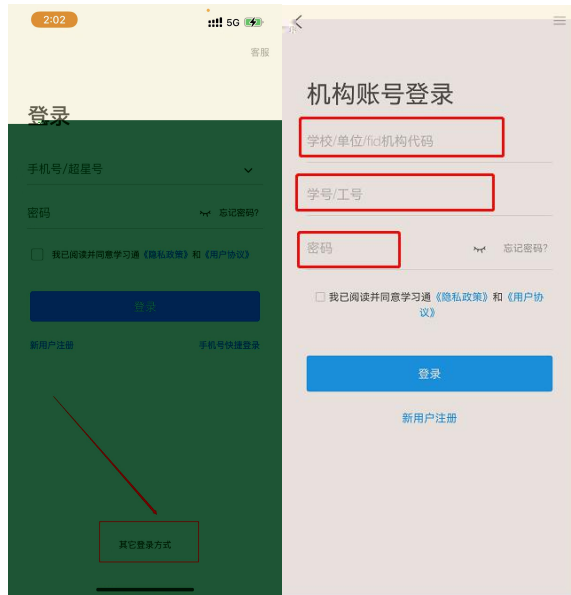 2:02
5G
客服
登录
手机号/超星号
密码
忘记密码?
我已阅读并同意学习通《隐私政策》和《用户协议》
登录
新用户注册
手机号快捷登录
其它登录方式
机构账号登录
学校/单位/fid机构代码
学号/工号
密码
忘记密码?
我已阅读并同意学习通《隐私政策》和《用户协
议》
登录
新用户注册